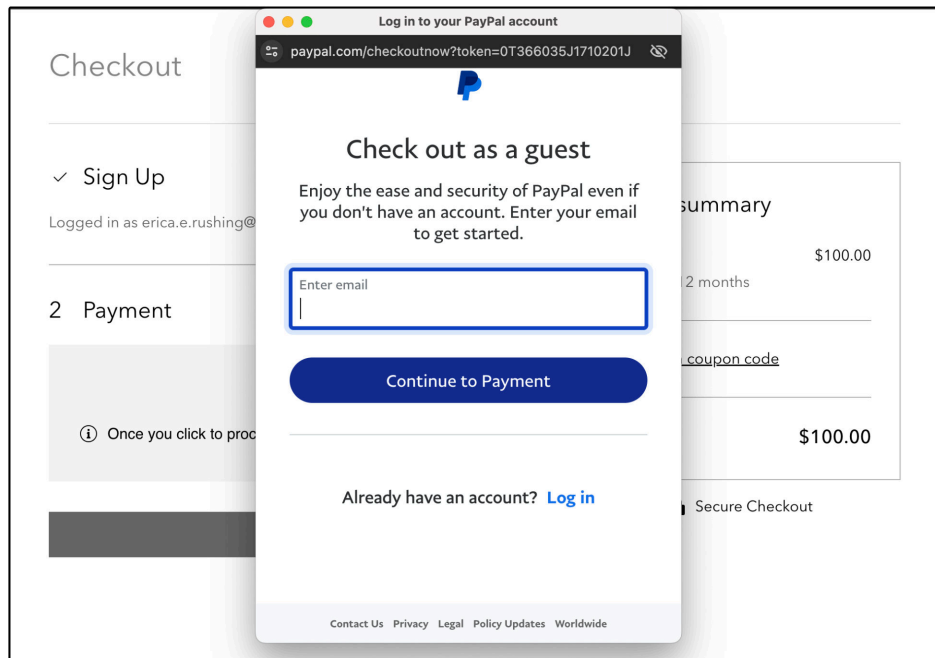 Log in to your PayPal account
paypal.com/checkoutnow?token=0T366035J1710201J
Checkout
Check out as a guest
Enjoy the ease and security of PayPal even if
you don't have an account. Enter your email
to get started.
Enter email
Continue to Payment
Already have an account? Log in
Contact Us Privacy Legal Policy Updates Worldwide
Sign Up
Logged in as erica.e.rushing@
2 Payment
Once you click to
summary
$100.00
12 months
coupon code
$100.00
Secure Checkout